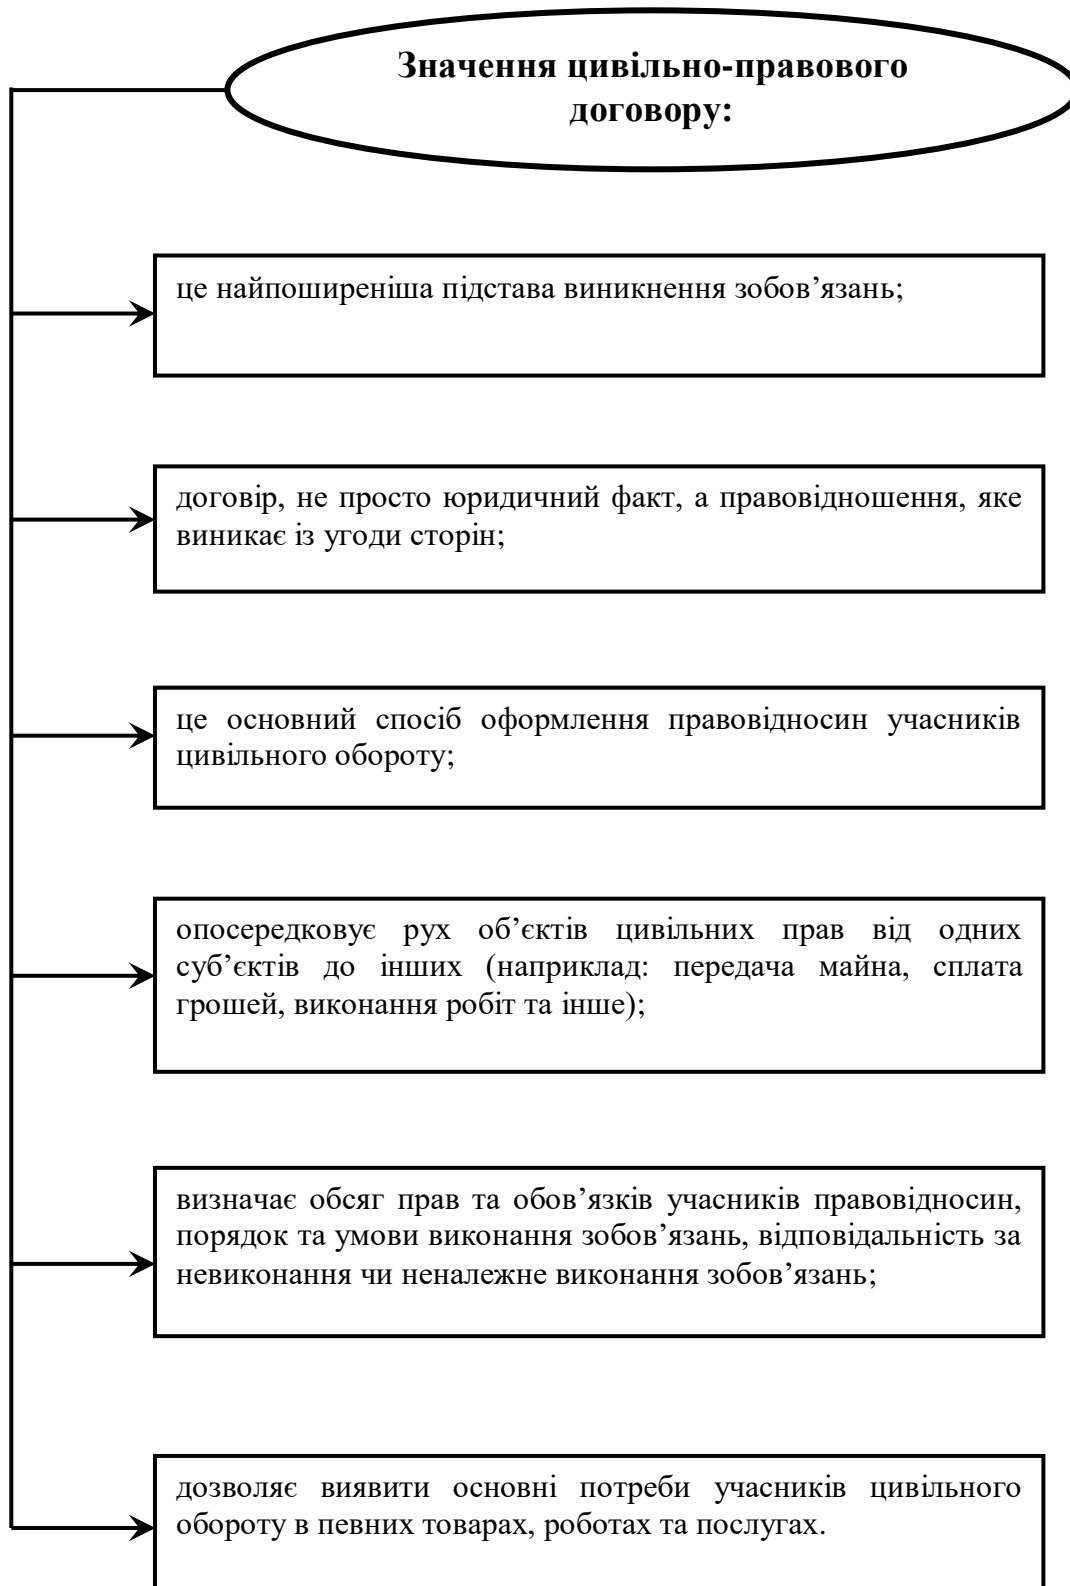 Значення цивільно-правового
договору:
це найпоширеніша підстава виникнення зобов’язань;
договір, не просто юридичний факт, а правовідношення, яке
виникає із угоди сторін;
це основний спосіб оформлення правовідносин учасників
цивільного обороту;
опосередковує рух об’єктів цивільних прав від одних
суб’єктів до інших (наприклад: передача майна, сплата
грошей, виконання робіт та інше);
визначає обсяг прав та обов’язків учасників правовідносин,
порядок та умови виконання зобов’язань, відповідальність за
невиконання чи неналежне виконання зобов’язань;
дозволяє виявити основні потреби учасників цивільного
обороту в певних товарах, роботах та послугах.